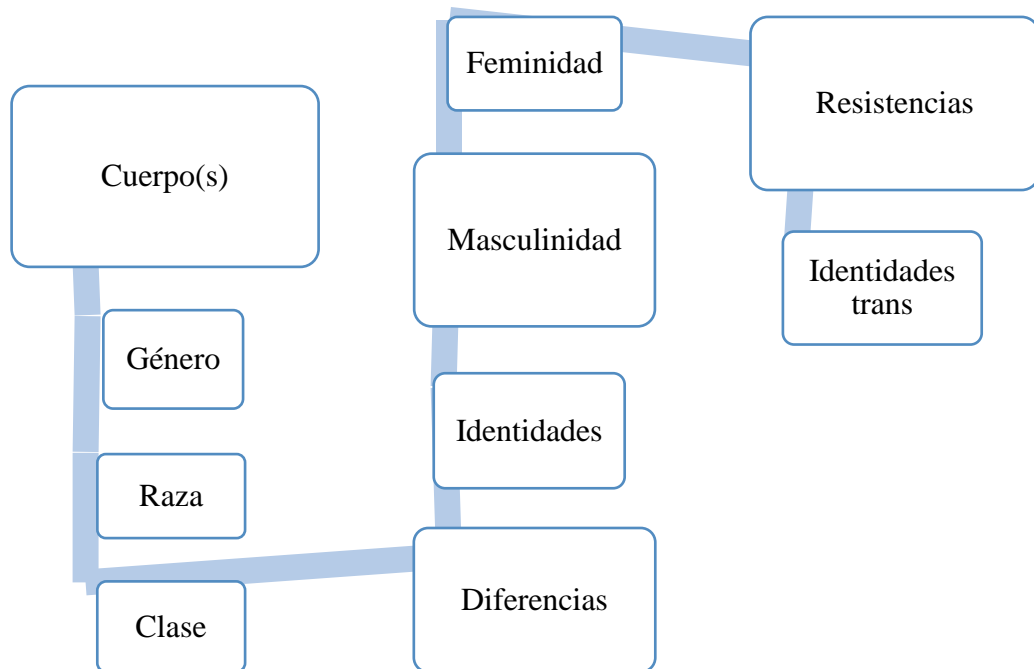 Cuerpo(s)
Género
Raza
Clase
Diferencias
Identidades
Masculinidad
Feminidad
Resistencias
Identidades
trans